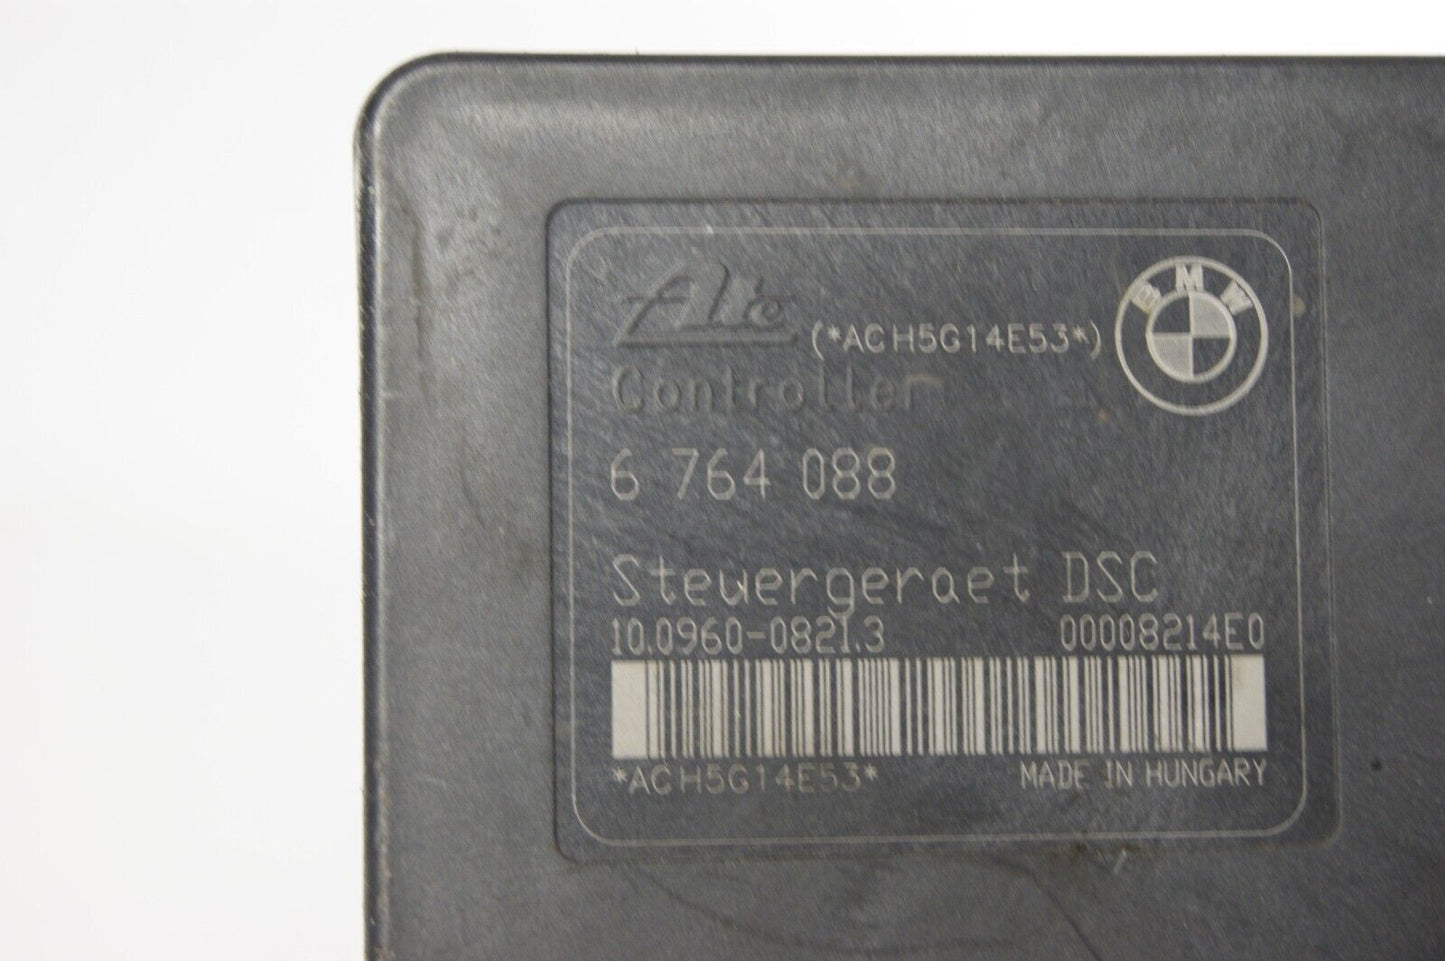 Ate
(*ACH5G14E53*)
BMW
Controller
6 764 088
Steuergeraet DSC
10.0960-0821.3 00008214E0
*ACH5G14E53* MADE IN HUNGARY